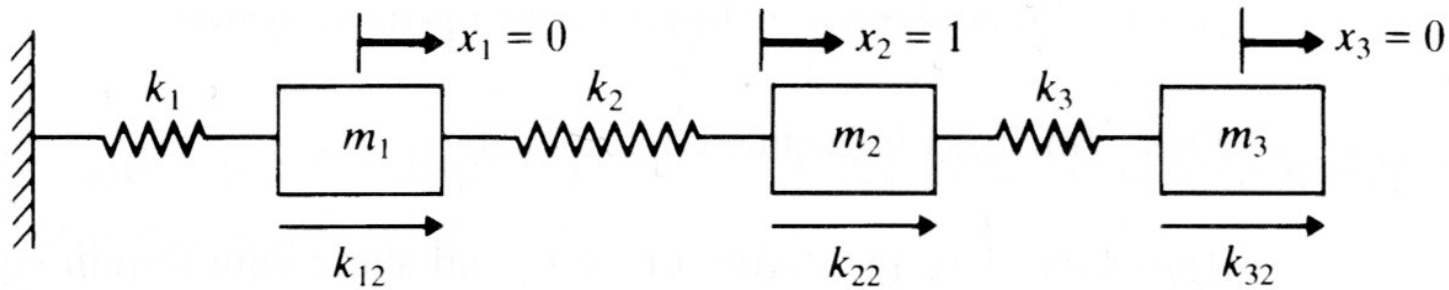 x₁ = 0 x₂ = 1 x₃ = 0
k₁ k₂ k₃
m₁ m₂ m₃
k₁₂ k₂₂ k₃₂